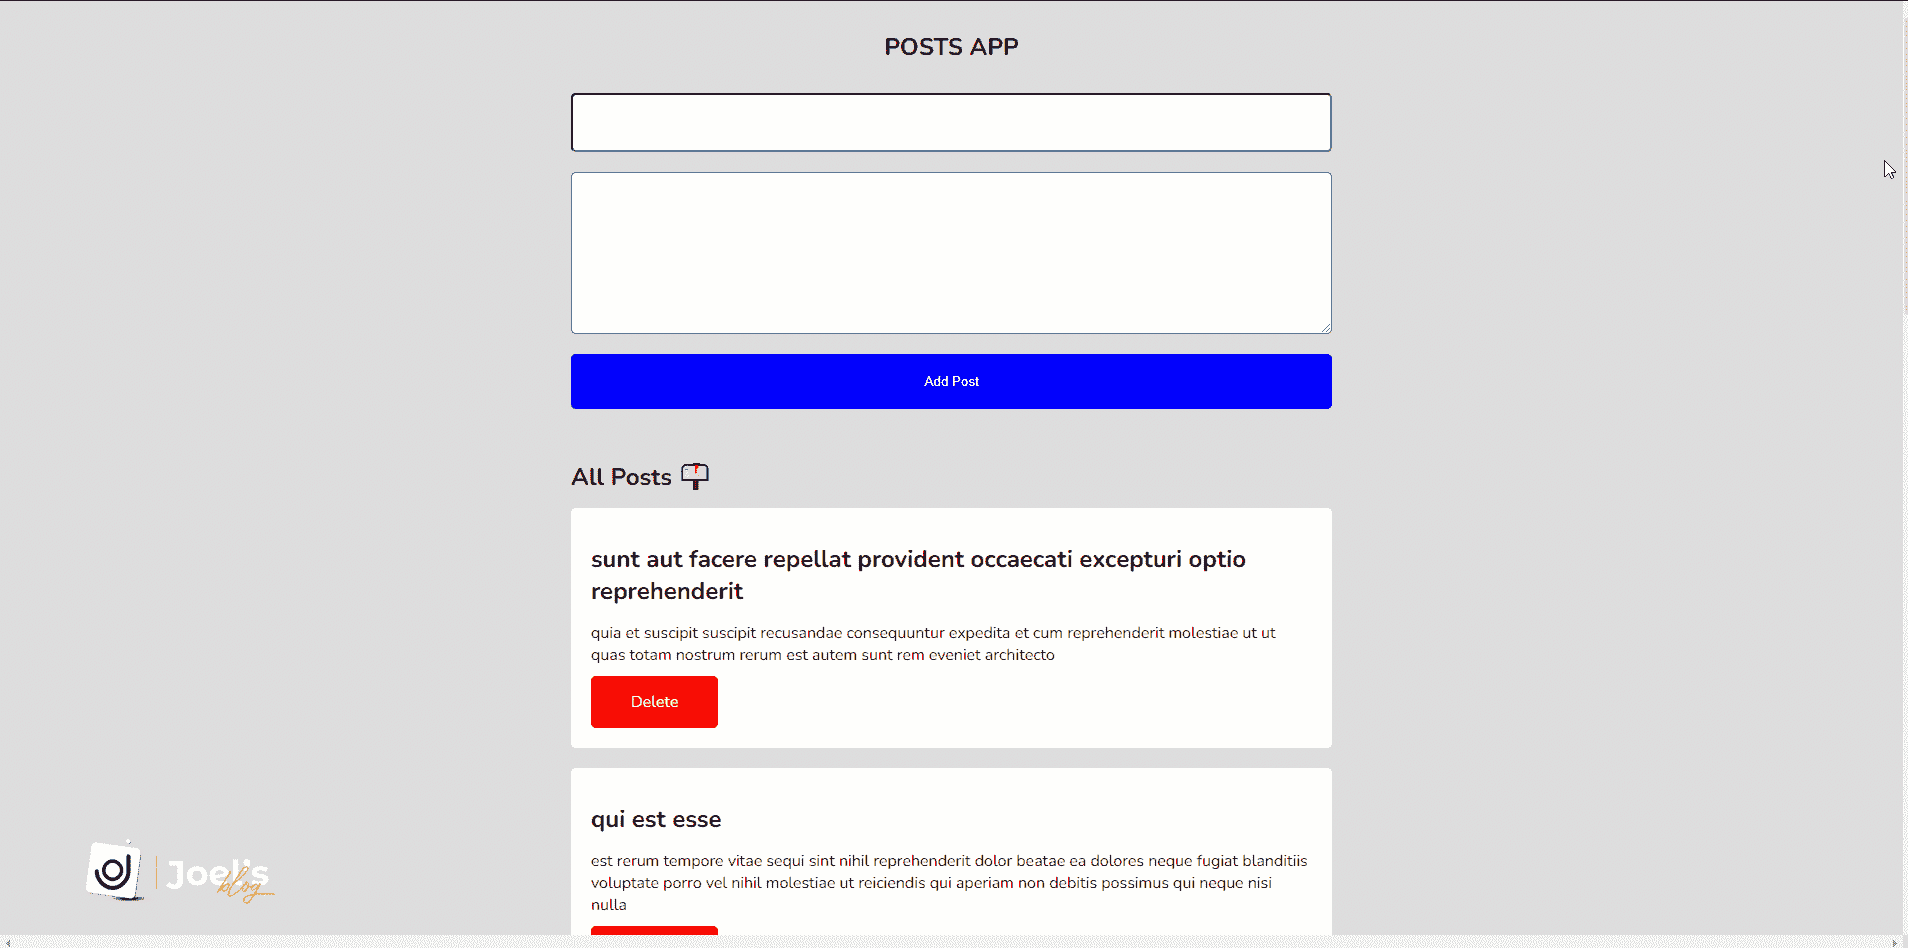 POSTS APP
Add Post
All Posts
sunt aut facere repellat provident occaecati excepturi optio
reprehenderit
quia et suscipit suscipit recusandae consequuntur expedita et cum reprehenderit molestiae ut ut
quas totam nostrum rerum est autem sunt rem eveniet architecto
Delete
qui est esse
est rerum tempore vitae sequi sint nihil reprehenderit dolor beatae ea dolores neque fugiat blanditiis
voluptate porro vel nihil molestiae ut reiciendis qui aperiam non debitis possimus qui neque nisi
nulla
Joel's
blog